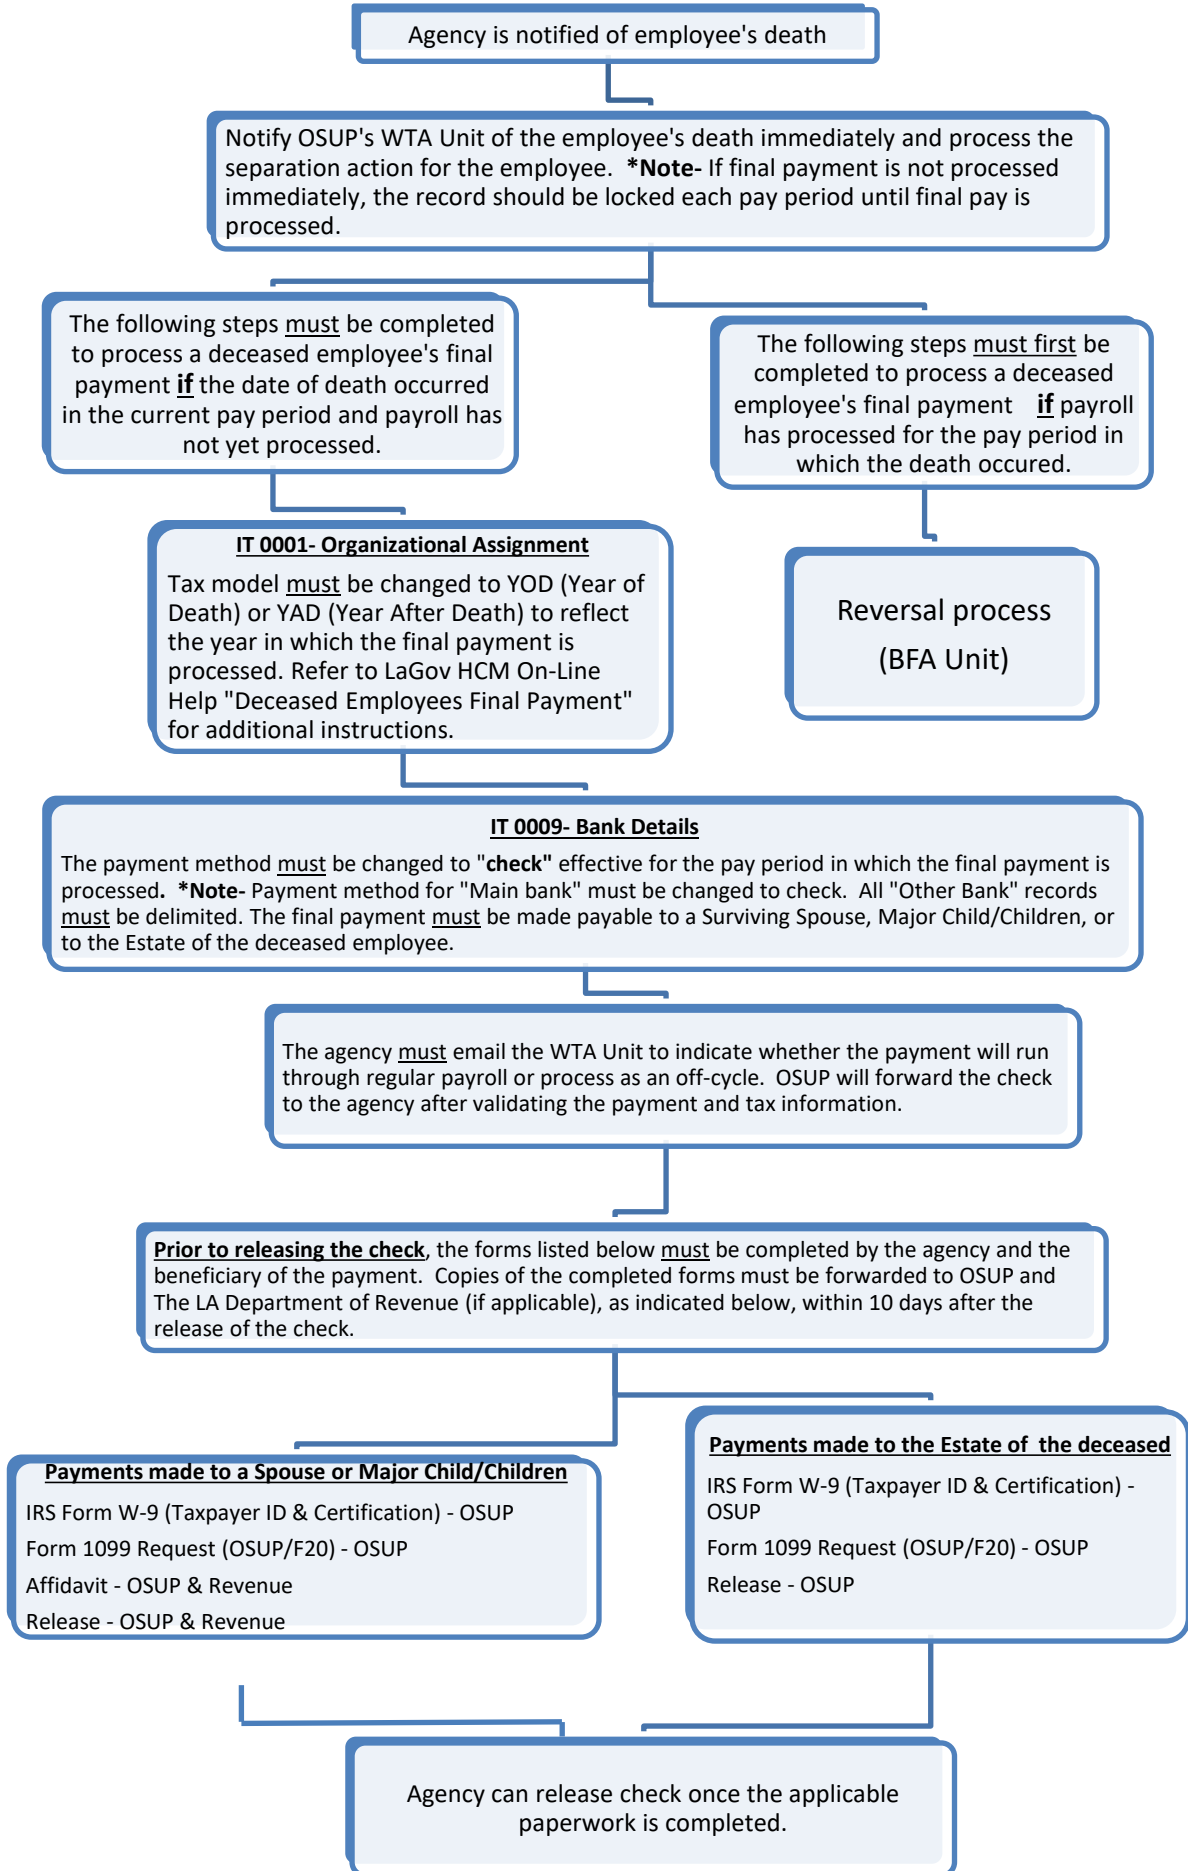 Agency is notified of employee's death
Notify OSUP's WTA Unit of the employee's death immediately and process the
separation action for the employee.  *Note- If final payment is not processed
immediately, the record should be locked each pay period until final pay is
processed.
The following steps must be completed
to process a deceased employee's final
payment if the date of death occurred
in the current pay period and payroll has
not yet processed.
The following steps must first be
completed to process a deceased
employee's final payment   if payroll
has processed for the pay period in
which the death occured.
IT 0001- Organizational Assignment
Tax model must be changed to YOD (Year of
Death) or YAD (Year After Death) to reflect
the year in which the final payment is
processed. Refer to LaGov HCM On-Line
Help "Deceased Employees Final Payment"
for additional instructions.
Reversal process
(BFA Unit)
IT 0009- Bank Details
The payment method must be changed to "check" effective for the pay period in which the final payment is
processed.  *Note- Payment method for "Main bank" must be changed to check.  All "Other Bank" records
must be delimited. The final payment must be made payable to a Surviving Spouse, Major Child/Children, or
to the Estate of the deceased employee.
The agency must email the WTA Unit to indicate whether the payment will run
through regular payroll or process as an off-cycle.  OSUP will forward the check
to the agency after validating the payment and tax information.
Prior to releasing the check, the forms listed below must be completed by the agency and the
beneficiary of the payment.  Copies of the completed forms must be forwarded to OSUP and
The LA Department of Revenue (if applicable), as indicated below, within 10 days after the
release of the check.
Payments made to a Spouse or Major Child/Children
IRS Form W-9 (Taxpayer ID & Certification) - OSUP
Form 1099 Request (OSUP/F20) - OSUP
Affidavit - OSUP & Revenue
Release - OSUP & Revenue
Payments made to the Estate of  the deceased
IRS Form W-9 (Taxpayer ID & Certification) -
OSUP
Form 1099 Request (OSUP/F20) - OSUP
Release - OSUP
Agency can release check once the applicable
paperwork is completed.